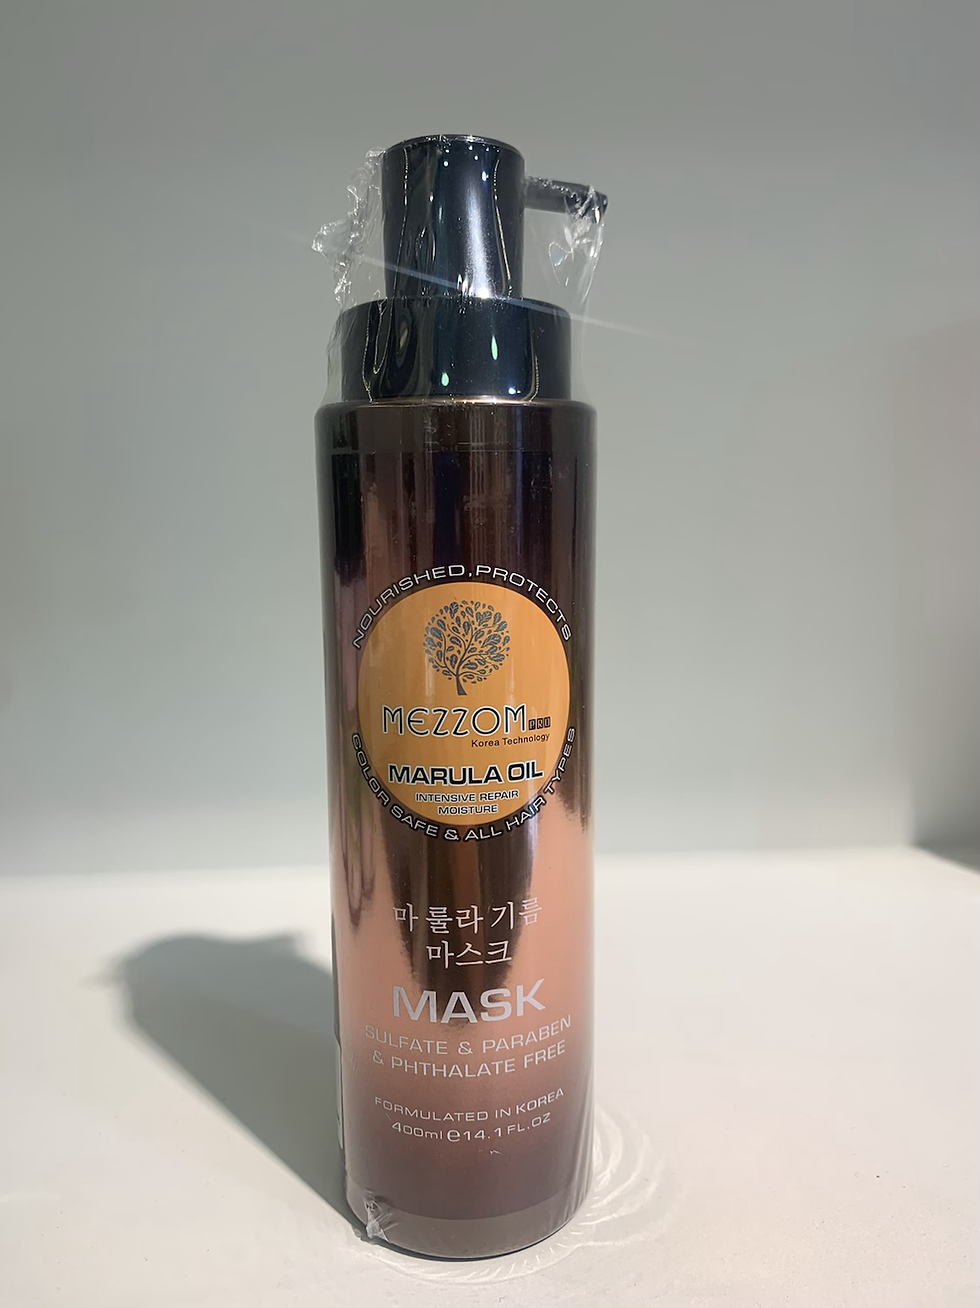 NOURISHED, PROTECTS
MEZZOM PRO
Korea Technology
MARULA OIL
INTENSIVE REPAIR
MOISTURE
COLOR SAFE & ALL HAIR TYPES
마 룰라 기름
마스크
MASK
SULFATE & PARABEN
& PHTHALATE FREE
FORMULATED IN KOREA
400ml e 14.1 FL.OZ